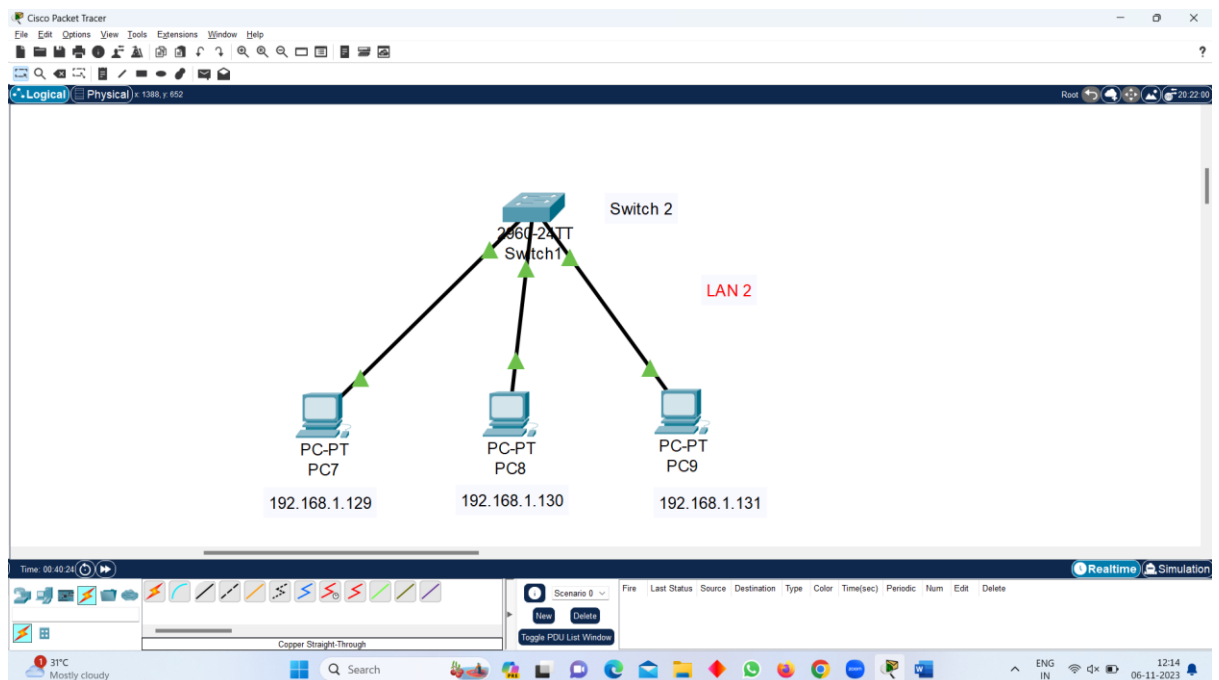 Cisco Packet Tracer
File Edit Options View Tools Extensions Window Help
?
Logical Physical x: 1388, y: 652
Root 20:22:00
Switch 2
2960-24TT
Switch1
LAN 2
PC-PT
PC7
PC-PT
PC8
PC-PT
PC9
192.168.1.129
192.168.1.130
192.168.1.131
Time: 00:40:24
Realtime Simulation
Scenario 0
Fire Last Status Source Destination Type Color Time(sec) Periodic Num Edit Delete
New Delete
Toggle PDU List Window
Copper Straight-Through
1
31°C
Mostly cloudy
Search
ENG
IN
12:14
06-11-2023